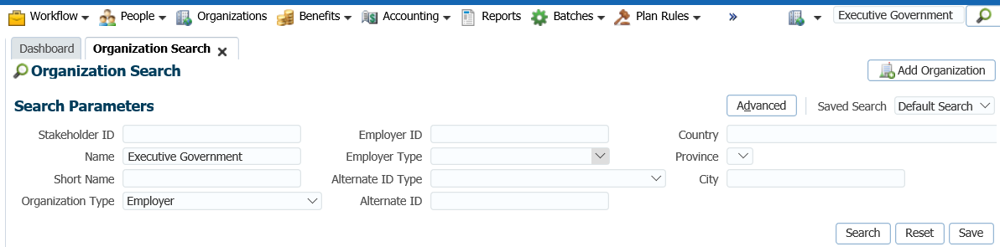 Workflow People Organizations Benefits Accounting Reports Batches Plan Rules » Executive Government
Dashboard Organization Search
Organization Search Add Organization
Search Parameters Advanced Saved Search Default Search
Stakeholder ID Employer ID Country
Name Executive Government Employer Type Province
Short Name Alternate ID Type City
Organization Type Employer Alternate ID
Search Reset Save